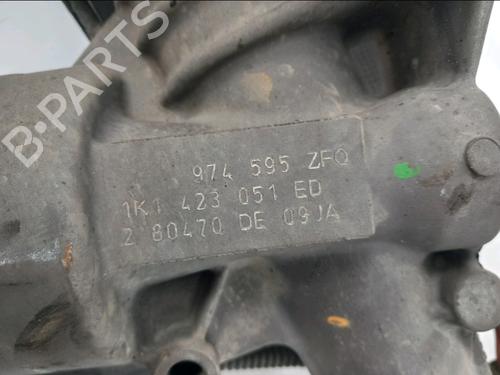 B-PARTS
974 595 ZFQ
1K1 423 051 ED
2 80470 DE 09JA